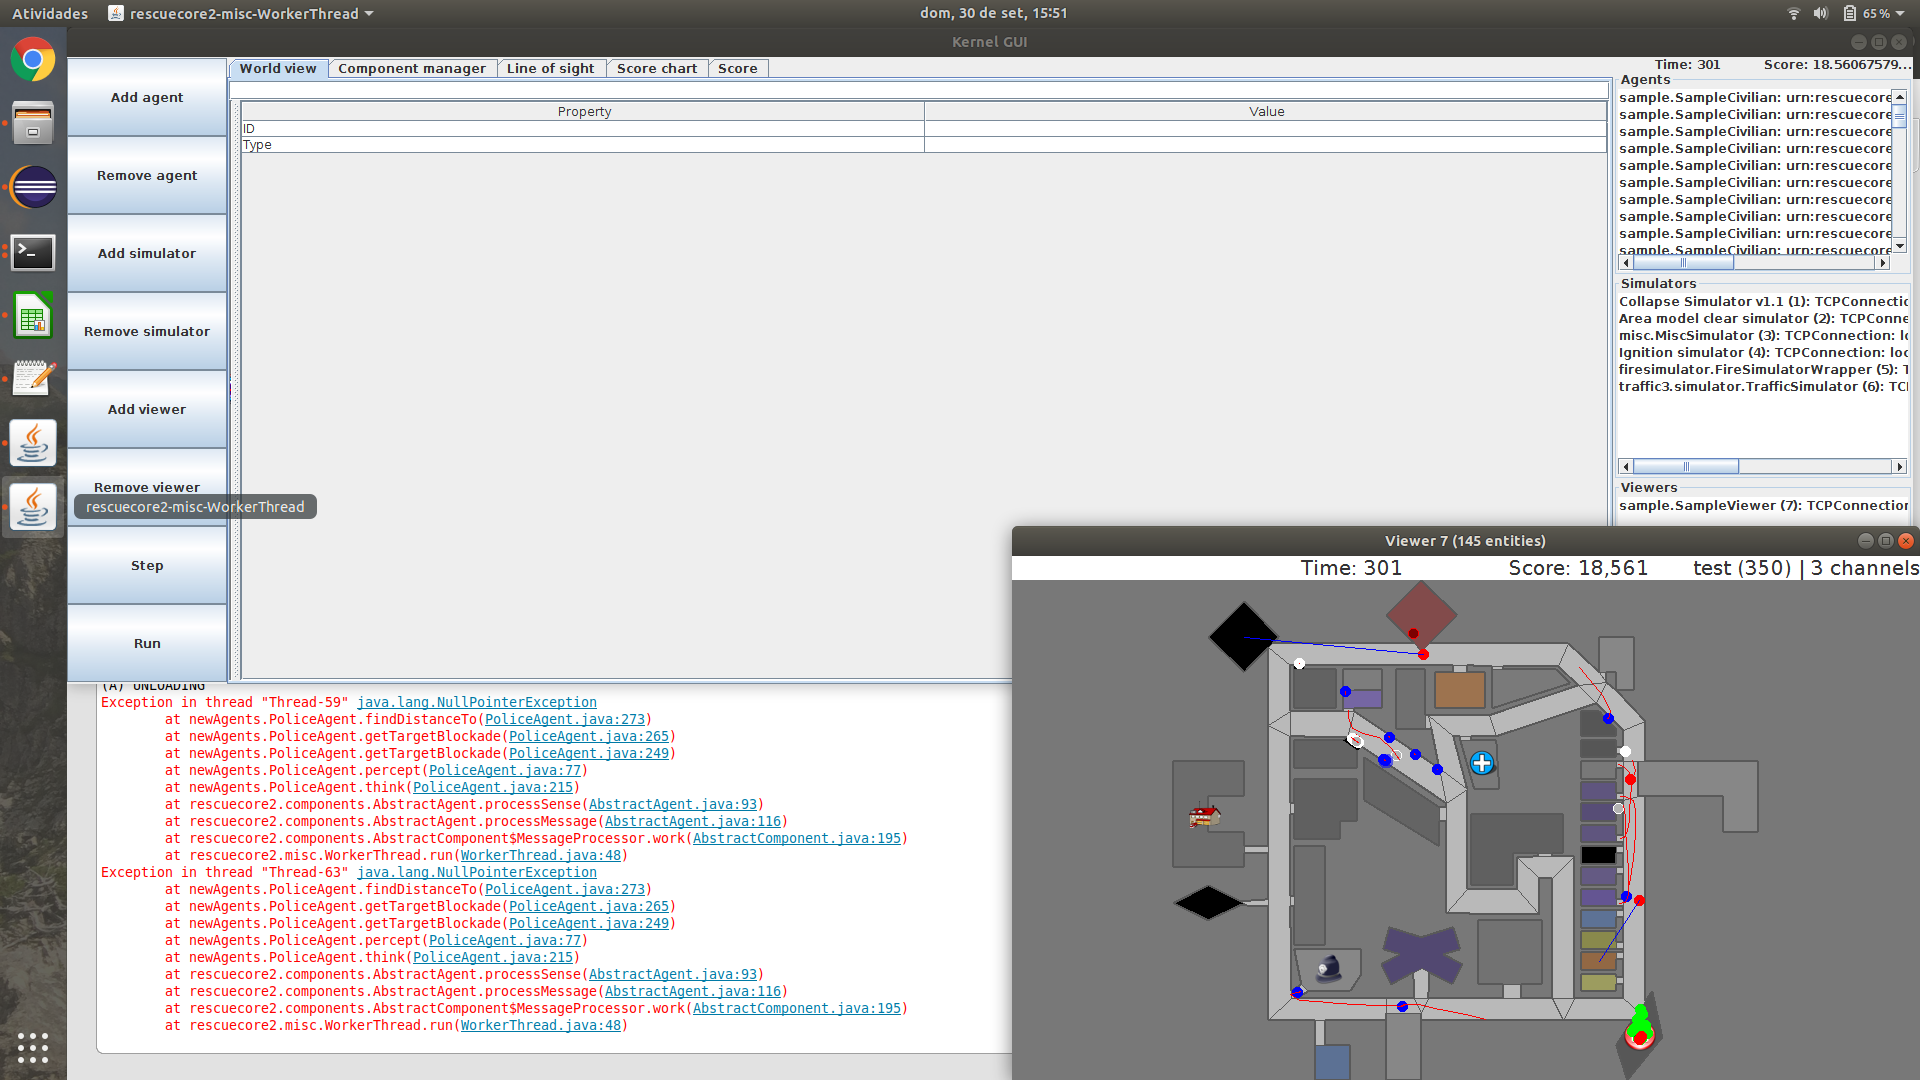 Atividades
rescuecore2-misc-WorkerThread
dom, 30 de set, 15:51
65 %
Kernel GUI
Add agent
Remove agent
Add simulator
Remove simulator
Add viewer
Remove viewer
rescuecore2-misc-WorkerThread
Step
Run
World view
Component manager
Line of sight
Score chart
Score
Property
Value
ID
Type
Time: 301
Score: 18.56067579...
Agents
sample.SampleCivilian: urn:rescuecore
sample.SampleCivilian: urn:rescuecore
sample.SampleCivilian: urn:rescuecore
sample.SampleCivilian: urn:rescuecore
sample.SampleCivilian: urn:rescuecore
sample.SampleCivilian: urn:rescuecore
sample.SampleCivilian: urn:rescuecore
sample.SampleCivilian: urn:rescuecore
sample.SampleCivilian: urn:rescuecore
sample.SampleCivilian: urn:rescuecore
Simulators
Collapse Simulator v1.1 (1): TCPConnectio
Area model clear simulator (2): TCPConne
misc.MiscSimulator (3): TCPConnection: lo
Ignition simulator (4): TCPConnection: loc
firesimulator.FireSimulatorWrapper (5): T
traffic3.simulator.TrafficSimulator (6): TC
Viewers
sample.SampleViewer (7): TCPConnection
(A) UNLOADING
Exception in thread "Thread-59" java.lang.NullPointerException
at newAgents.PoliceAgent.findDistanceTo(PoliceAgent.java:273)
at newAgents.PoliceAgent.getTargetBlockade(PoliceAgent.java:265)
at newAgents.PoliceAgent.getTargetBlockade(PoliceAgent.java:249)
at newAgents.PoliceAgent.percept(PoliceAgent.java:77)
at newAgents.PoliceAgent.think(PoliceAgent.java:215)
at rescuecore2.components.AbstractAgent.processSense(AbstractAgent.java:93)
at rescuecore2.components.AbstractAgent.processMessage(AbstractAgent.java:116)
at rescuecore2.components.AbstractComponent$MessageProcessor.work(AbstractComponent.java:195)
at rescuecore2.misc.WorkerThread.run(WorkerThread.java:48)
Exception in thread "Thread-63" java.lang.NullPointerException
at newAgents.PoliceAgent.findDistanceTo(PoliceAgent.java:273)
at newAgents.PoliceAgent.getTargetBlockade(PoliceAgent.java:265)
at newAgents.PoliceAgent.getTargetBlockade(PoliceAgent.java:249)
at newAgents.PoliceAgent.percept(PoliceAgent.java:77)
at newAgents.PoliceAgent.think(PoliceAgent.java:215)
at rescuecore2.components.AbstractAgent.processSense(AbstractAgent.java:93)
at rescuecore2.components.AbstractAgent.processMessage(AbstractAgent.java:116)
at rescuecore2.components.AbstractComponent$MessageProcessor.work(AbstractComponent.java:195)
at rescuecore2.misc.WorkerThread.run(WorkerThread.java:48)
Viewer 7 (145 entities)
Time: 301
Score: 18,561
test (350) | 3 channels